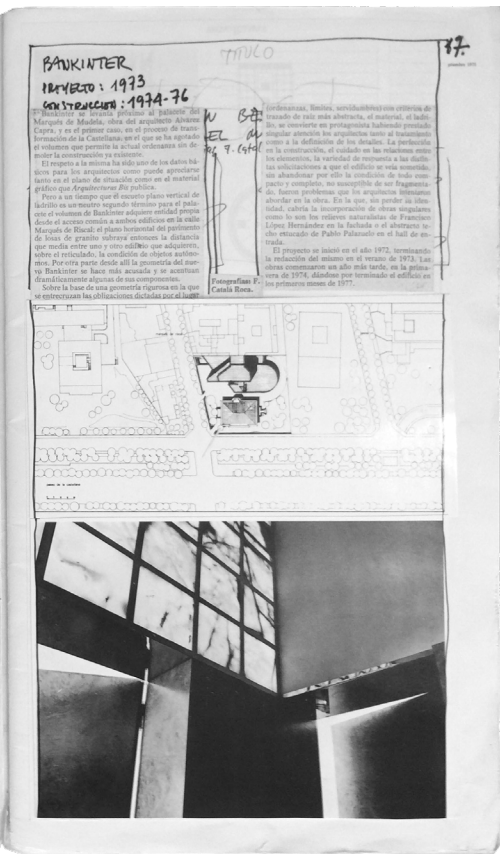 TITULO
87.
BANKINTER
PROYECTO: 1973
CONSTRUCCION: 1974-76
Bankinter se levanta próximo al palacete del
Marqués de Mudela, obra del arquitecto Alvarez
Capra, y es el primer caso, en el proceso de trans-
formación de la Castellana; en el que se ha agotado
el volumen que permite la actual ordenanza sin de-
moler la construcción ya existente.
El respeto a la misma ha sido uno de los datos bá-
sicos para los arquitectos como puede apreciarse
tanto en el plano de situación como en el material
gráfico que Arquitecturas Bis publica.
Pero a un tiempo que el escueto plano vertical de
ladrillo es un neutro segundo término para el pala-
cete el volumen de Bankinter adquiere entidad propia
desde el acceso común a ambos edificios en la calle
Marqués de Riscal: el plano horizontal del pavimento
de losas de granito subraya entonces la distancia
que media entre uno y otro edificio que adquieren,
sobre el reticulado, la condición de objetos autóno-
mos. Por otra parte desde allí la geometría del nue-
vo Bankinter se hace más acusada y se acentúan
dramáticamente algunas de sus componentes.
Sobre la base de una geometría rigurosa en la que
se entrecruzan las obligaciones dictadas por el lugar
Fotografías: F.
Catalá Roca.
(ordenanzas, límites, servidumbres) con criterios de
trazado de raíz más abstracta, el material, el ladri-
llo, se convierte en protagonista habiendo prestado
singular atención los arquitectos tanto al tratamiento
como a la definición de los detalles. La perfección
en la construcción, el cuidado en las relaciones entre
los elementos, la variedad de respuesta a las distin-
tas solicitaciones a que el edificio se veía sometido,
sin abandonar por ello la condición de todo com-
pacto y completo, no susceptible de ser fragmenta-
do, fueron problemas que los arquitectos intentaron
abordar en la obra. En la que, sin perder su iden-
tidad, cabría la incorporación de obras singulares
como lo son los relieves naturalistas de Francisco
López Hernández en la fachada o el abstracto te-
cho esturado de Pablo Palazuelo en el hall de en-
trada.
El proyecto se inició en el año 1972, terminando
la redacción del mismo en el verano de 1973. Las
obras comenzaron un año más tarde, en la prima-
vera de 1974, dándose por terminado el edificio en
los primeros meses de 1977.